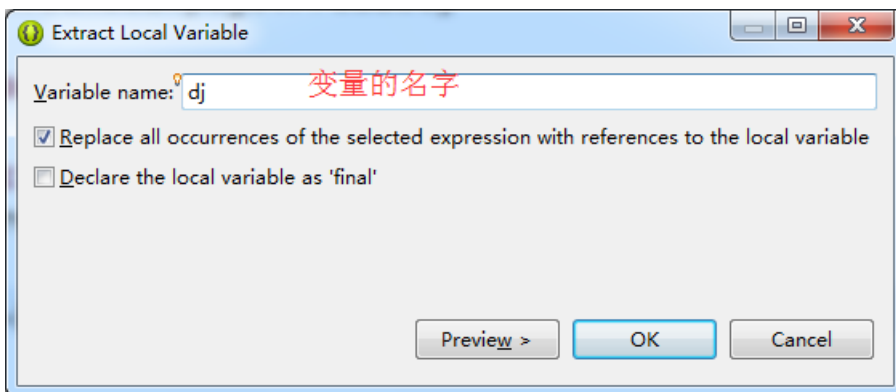 Extract Local Variable
Variable name: dj 变量的名字
Replace all occurrences of the selected expression with references to the local variable
Declare the local variable as 'final'
Preview > OK Cancel